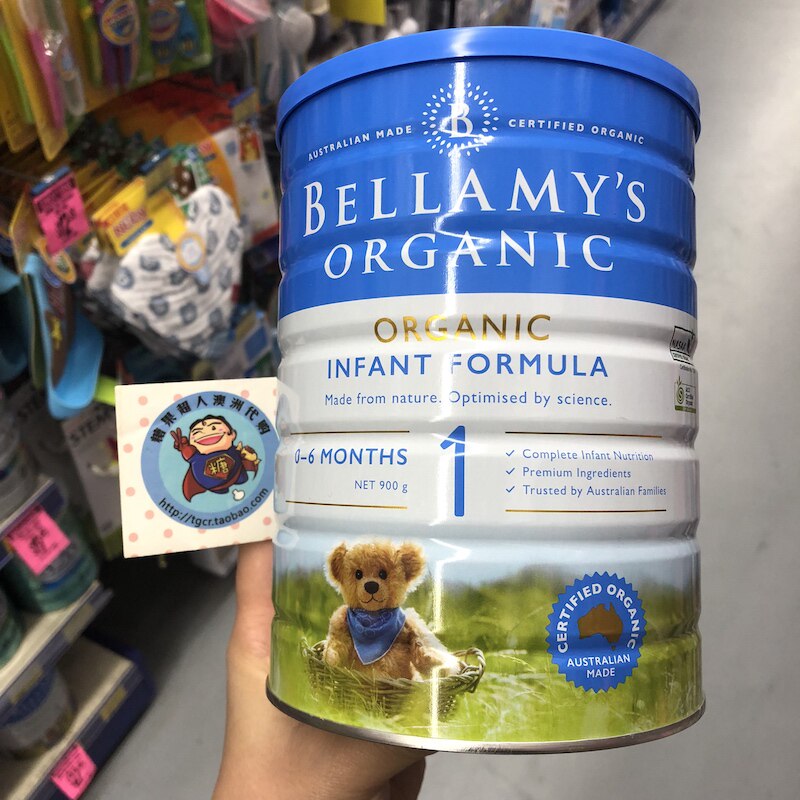 AUSTRALIAN MADE
B
CERTIFIED ORGANIC
BELLAMY'S
ORGANIC
ORGANIC
INFANT FORMULA
Made from nature. Optimised by science.
0-6 MONTHS
NET 900 g
1
✓ Complete Infant Nutrition
✓ Premium Ingredients
✓ Trusted by Australian Families
CERTIFIED ORGANIC
AUSTRALIAN
MADE
糖果超人澳洲代购
糖
http://tgcr.taobao.com